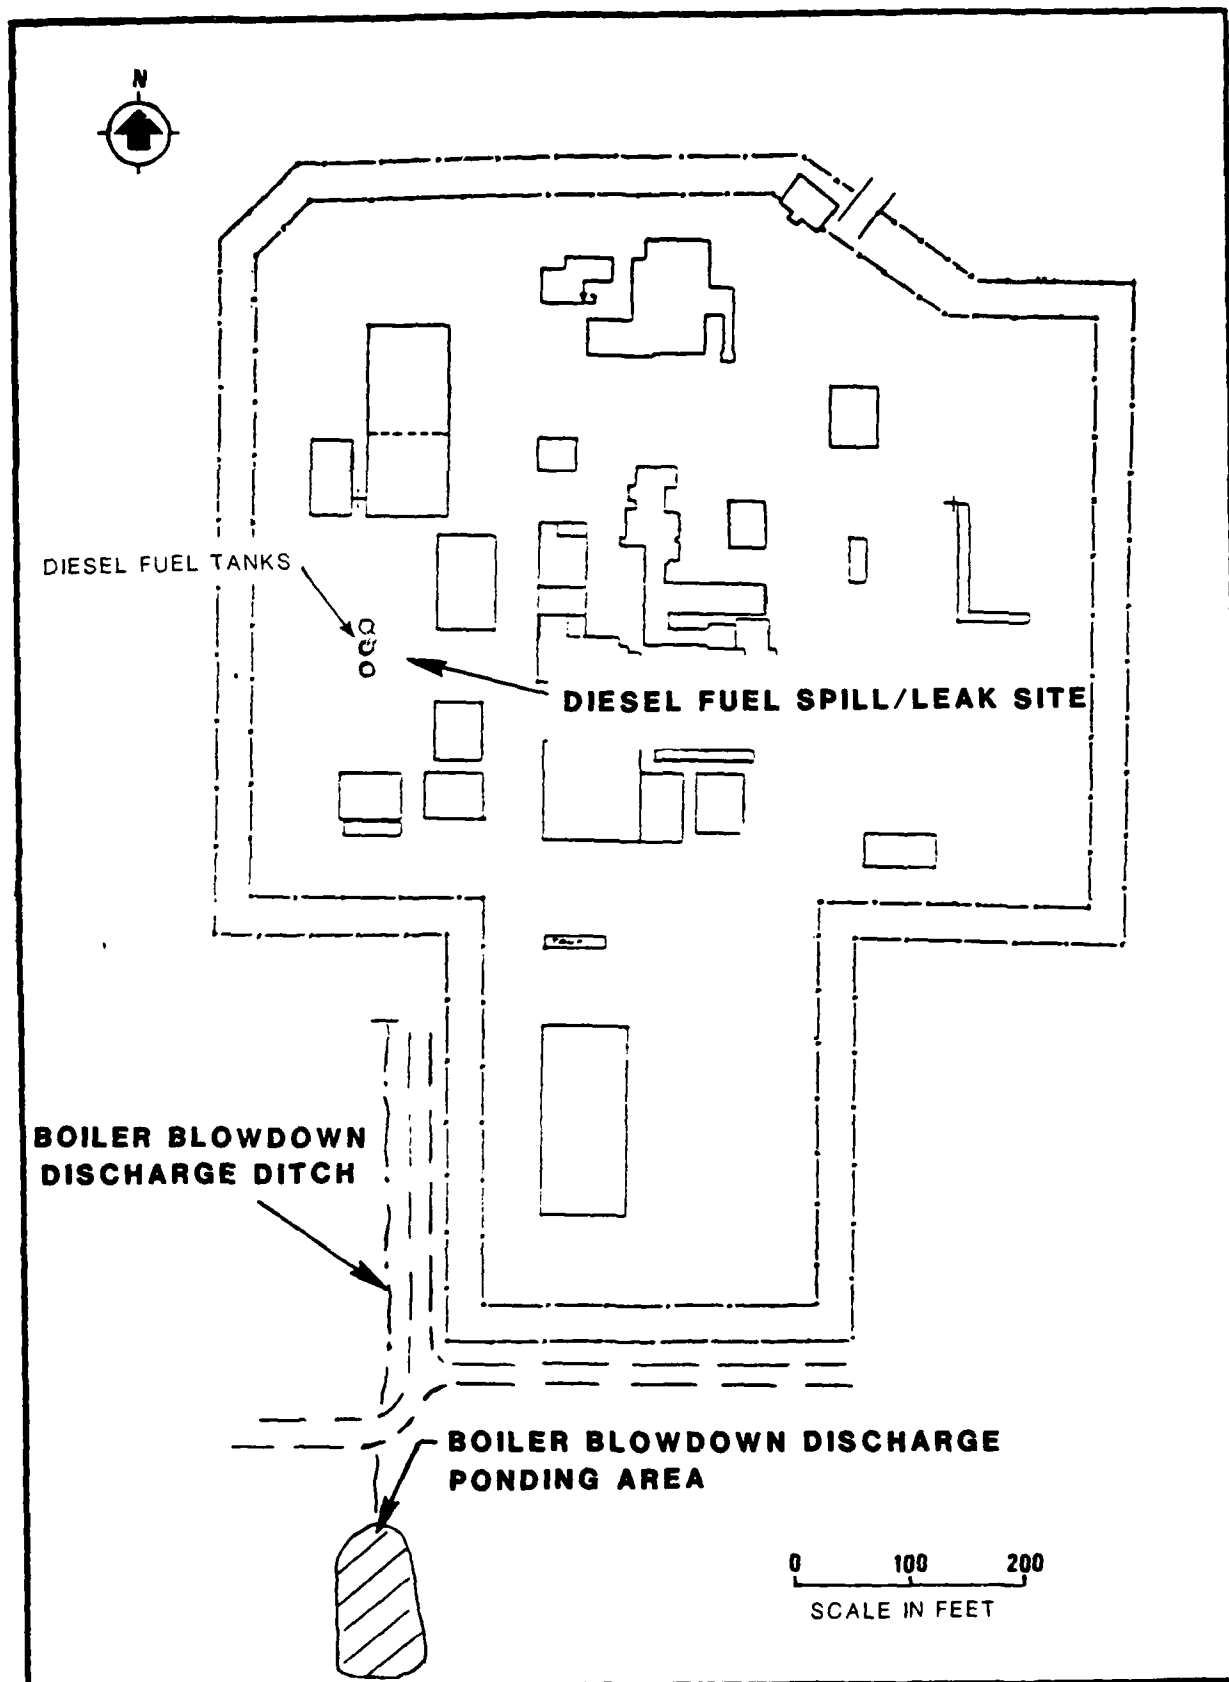 N
DIESEL FUEL TANKS
DIESEL FUEL SPILL/LEAK SITE
BOILER BLOWDOWN
DISCHARGE DITCH
BOILER BLOWDOWN DISCHARGE
PONDING AREA
0 100 200
SCALE IN FEET